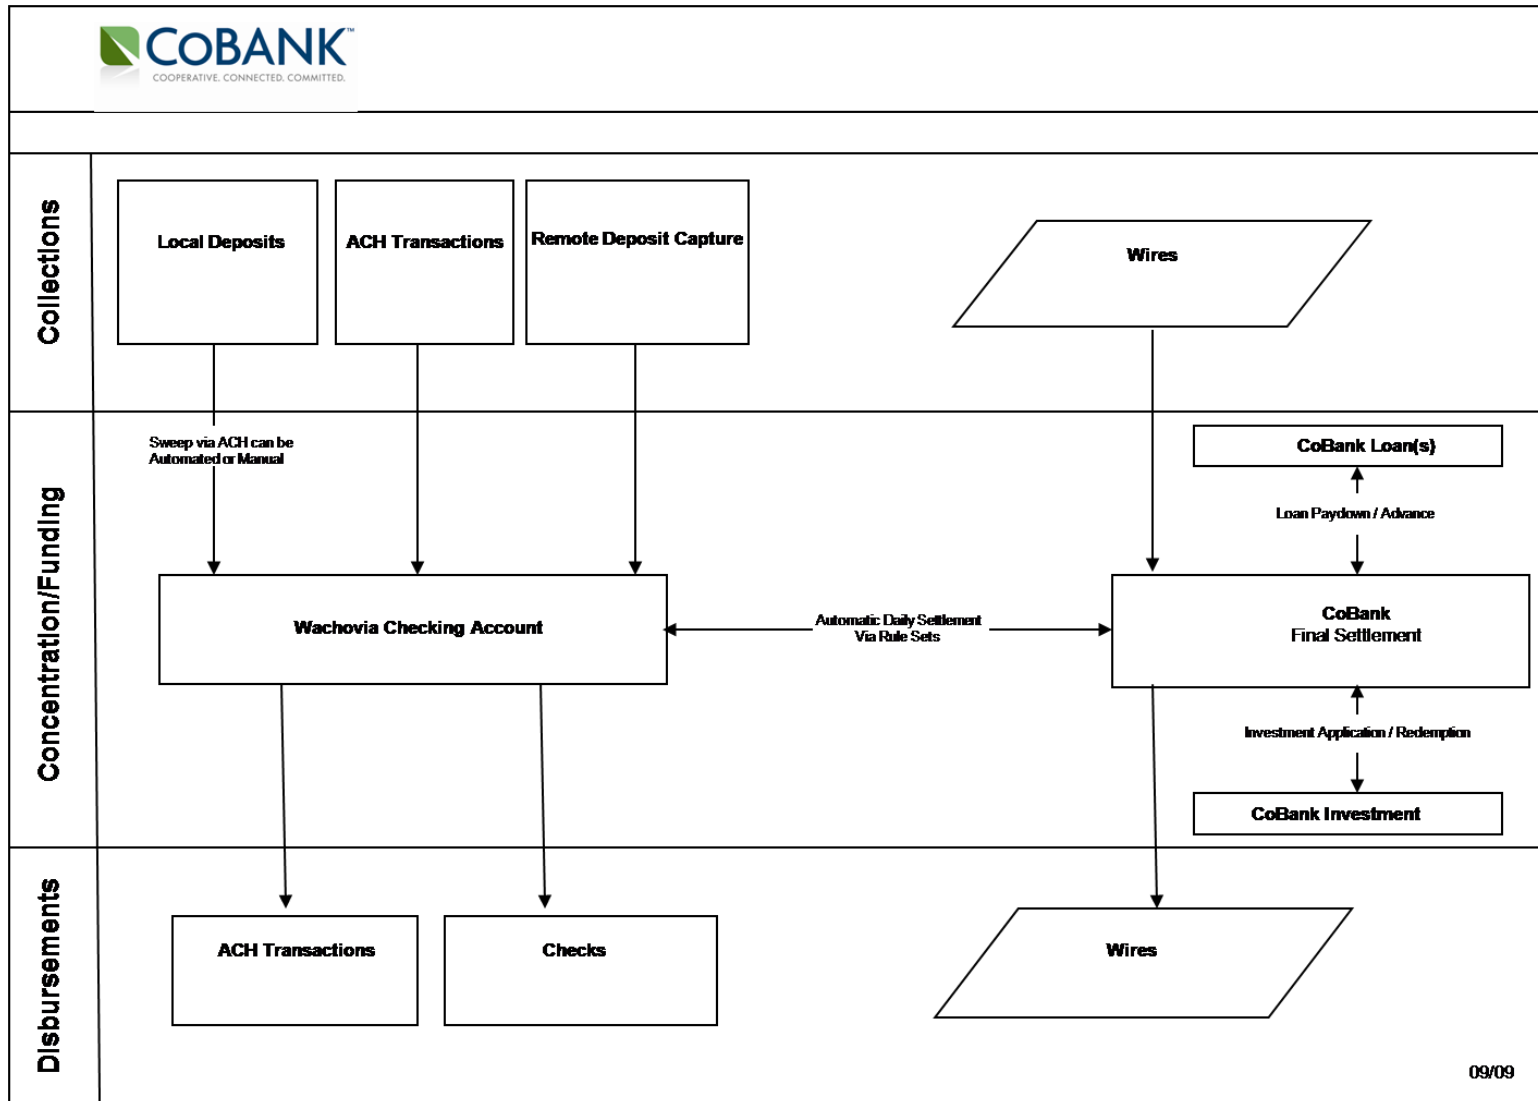 COBANK™
COOPERATIVE. CONNECTED. COMMITTED.
Collections
Local Deposits
ACH Transactions
Remote Deposit Capture
Wires
Concentration/Funding
Sweep via ACH can be
Automated or Manual
CoBank Loan(s)
Loan Paydown / Advance
Wachovia Checking Account
Automatic Daily Settlement
Via Rule Sets
CoBank
Final Settlement
Investment Application / Redemption
CoBank Investment
Disbursements
ACH Transactions
Checks
Wires
09/09